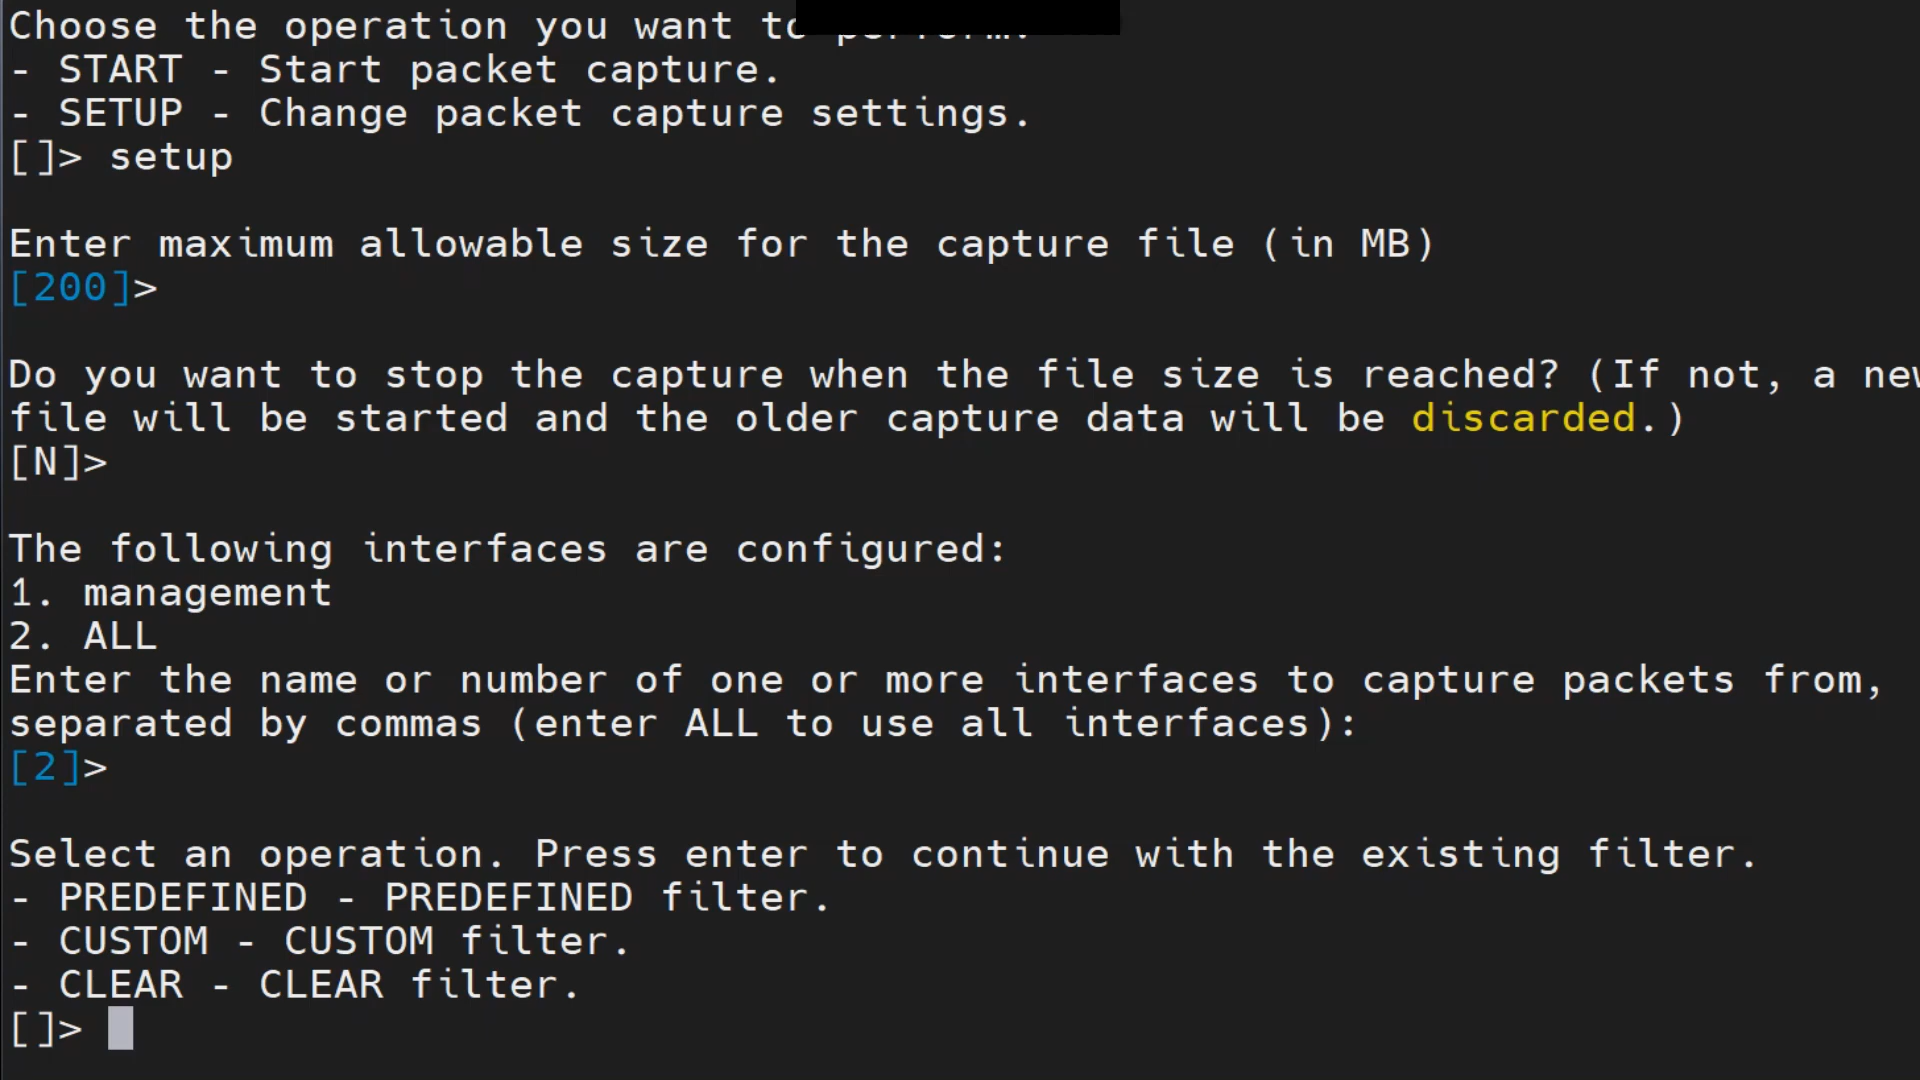 Choose the operation you want to perform:
- START - Start packet capture.
- SETUP - Change packet capture settings.
[]> setup
Enter maximum allowable size for the capture file (in MB)
[200]>
Do you want to stop the capture when the file size is reached? (If not, a new
file will be started and the older capture data will be discarded.)
[N]>
The following interfaces are configured:
1. management
2. ALL
Enter the name or number of one or more interfaces to capture packets from,
separated by commas (enter ALL to use all interfaces):
[2]>
Select an operation. Press enter to continue with the existing filter.
- PREDEFINED - PREDEFINED filter.
- CUSTOM - CUSTOM filter.
- CLEAR - CLEAR filter.
[]>